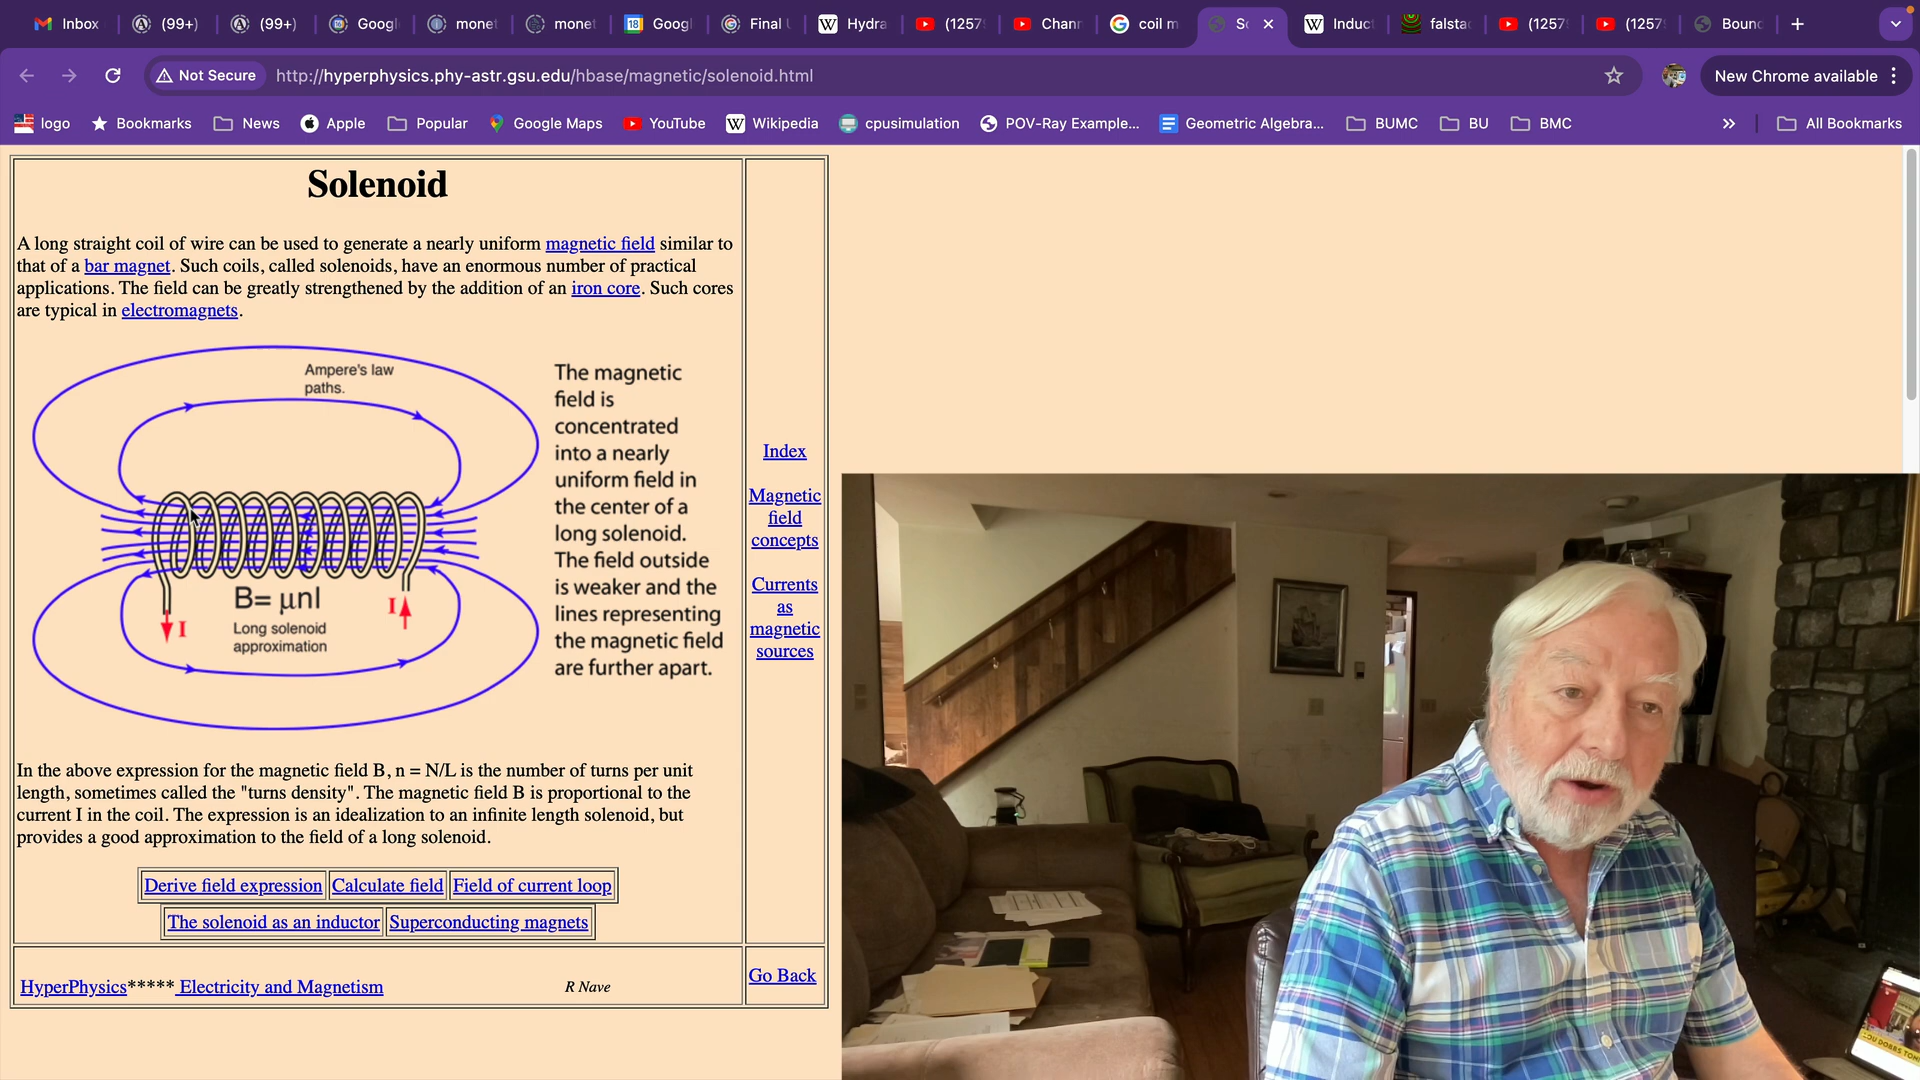 Inbox
(99+)
(99+)
Googl
monet
monet
18
Googl
Final U
W
Hydra
(1257
Chann
G
coil m
So
W
Induct
falsta
(1257
(1257
Bound
Not Secure
http://hyperphysics.phy-astr.gsu.edu/hbase/magnetic/solenoid.html
New Chrome available
logo
Bookmarks
News
Apple
Popular
Google Maps
YouTube
W
Wikipedia
cpusimulation
POV-Ray Example...
Geometric Algebra...
BUMC
BU
BMC
All Bookmarks
Solenoid
A long straight coil of wire can be used to generate a nearly uniform magnetic field similar to
that of a bar magnet. Such coils, called solenoids, have an enormous number of practical
applications. The field can be greatly strengthened by the addition of an iron core. Such cores
are typical in electromagnets.
Ampere's law
paths.
B= μnI
Long solenoid
approximation
I
I
The magnetic
field is
concentrated
into a nearly
uniform field in
the center of a
long solenoid.
The field outside
is weaker and the
lines representing
the magnetic field
are further apart.
Index
Magnetic
field
concepts
Currents
as
magnetic
sources
In the above expression for the magnetic field B, n = N/L is the number of turns per unit
length, sometimes called the "turns density". The magnetic field B is proportional to the
current I in the coil. The expression is an idealization to an infinite length solenoid, but
provides a good approximation to the field of a long solenoid.
Derive field expression
Calculate field
Field of current loop
The solenoid as an inductor
Superconducting magnets
HyperPhysics***** Electricity and Magnetism
R Nave
Go Back
LOU DOBBS TON